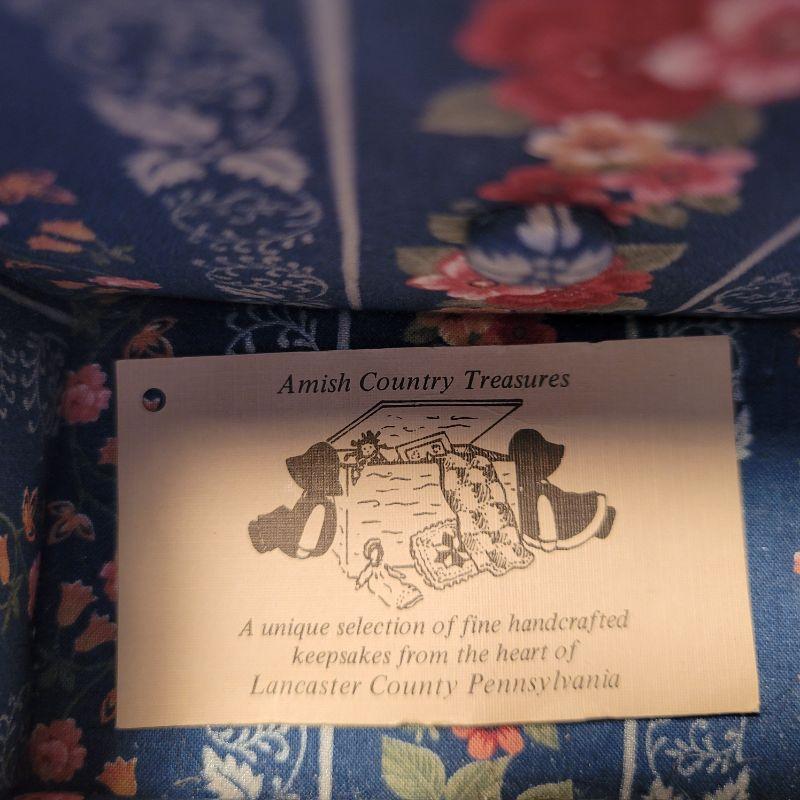 Amish Country Treasures
A unique selection of fine handcrafted
keepsakes from the heart of
Lancaster County Pennsylvania